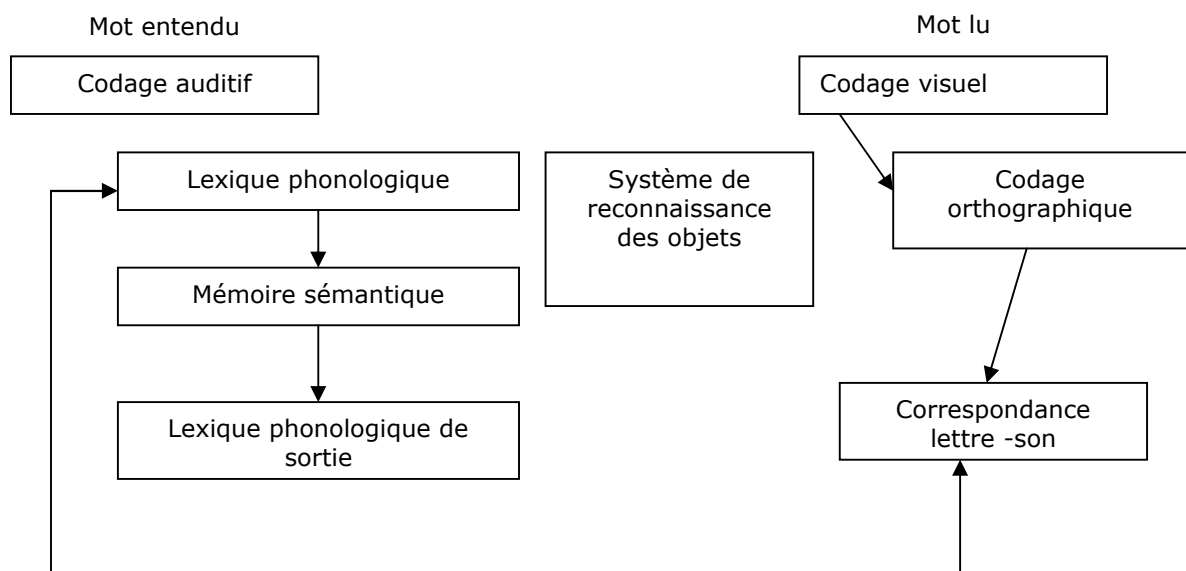 Mot entendu
Codage auditif
Lexique phonologique
Mémoire sémantique
Lexique phonologique de
sortie
Système de
reconnaissance
des objets
Mot lu
Codage visuel
Codage
orthographique
Correspondance
lettre -son